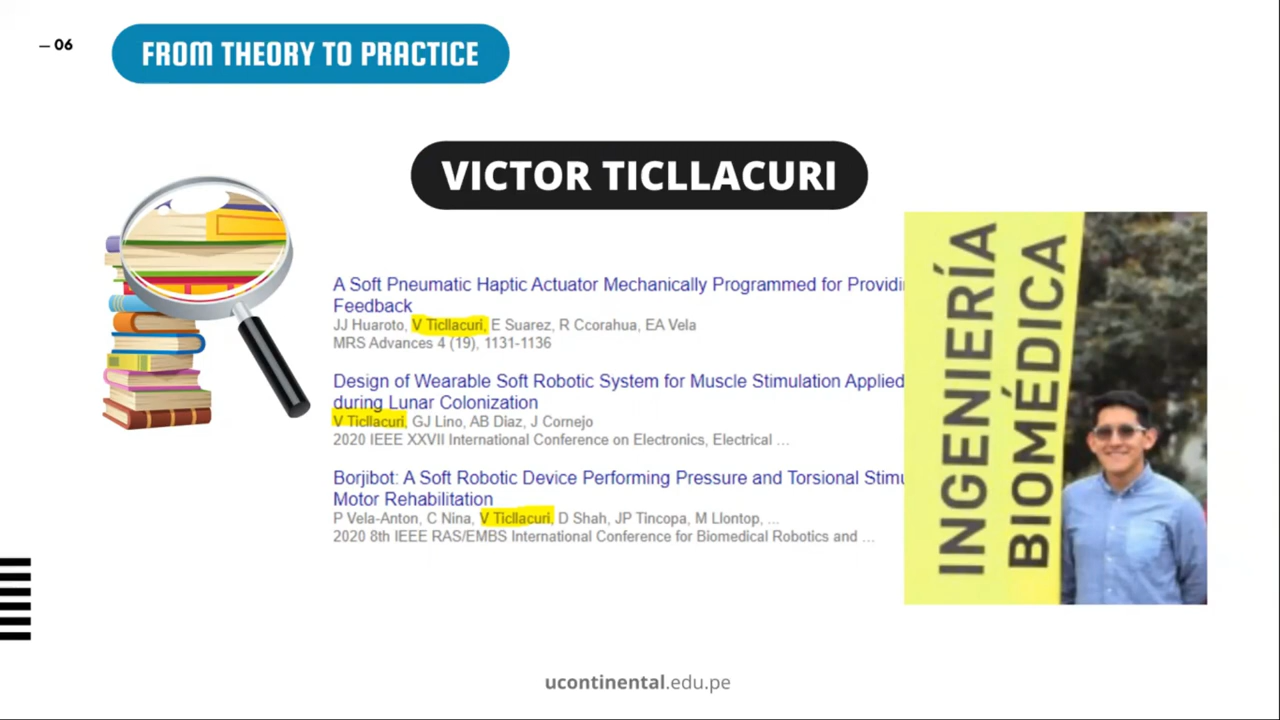 — 06
FROM THEORY TO PRACTICE
VICTOR TICLLACURI
A Soft Pneumatic Haptic Actuator Mechanically Programmed for Providi
Feedback
JJ Huaroto, V Ticllacuri, E Suarez, R Ccorahua, EA Vela
MRS Advances 4 (19), 1131-1136
Design of Wearable Soft Robotic System for Muscle Stimulation Applied
during Lunar Colonization
V Ticllacuri, GJ Lino, AB Diaz, J Cornejo
2020 IEEE XXVII International Conference on Electronics, Electrical ...
Borjibot: A Soft Robotic Device Performing Pressure and Torsional Stimu
Motor Rehabilitation
P Vela-Anton, C Nina, V Ticllacuri, D Shah, JP Tincopa, M Llontop, ...
2020 8th IEEE RAS/EMBS International Conference for Biomedical Robotics and ...
INGENIERÍA
BIOMÉDICA
ucontinental.edu.pe